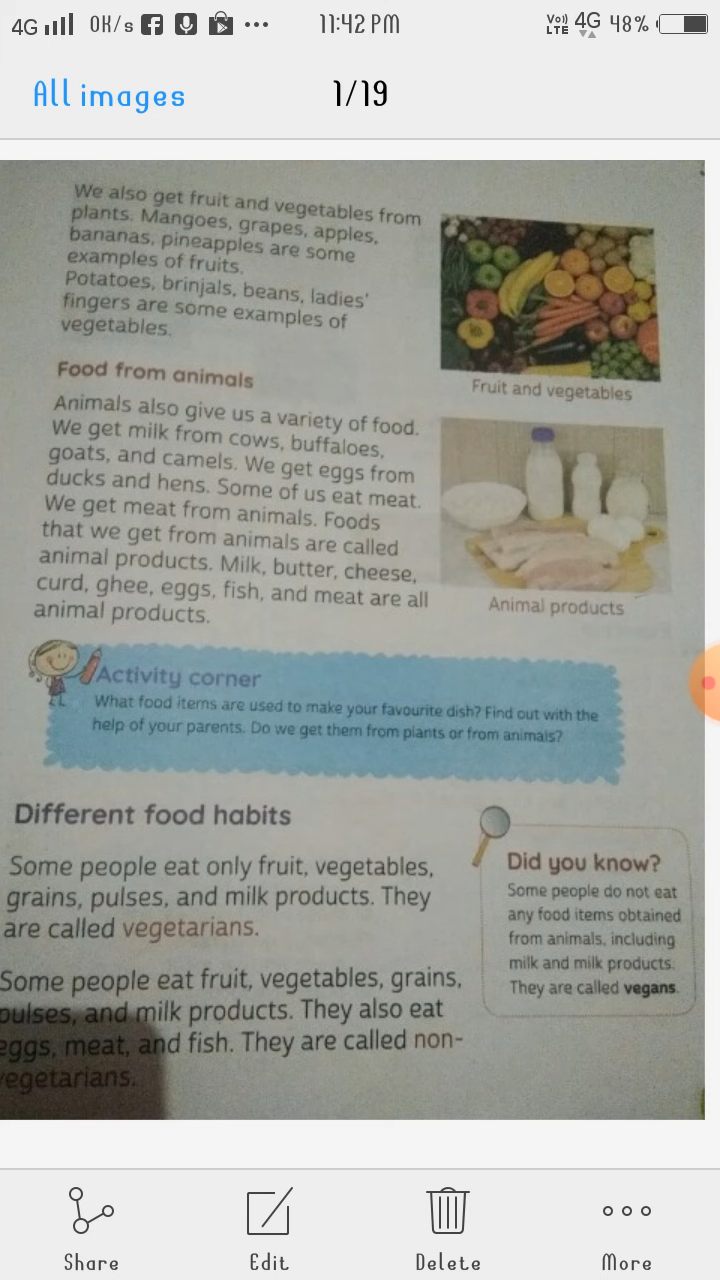 4G 0K/s 11:42 PM Vo)) LTE 4G 48%
All images 1/19
We also get fruit and vegetables from
plants. Mangoes, grapes, apples,
bananas, pineapples are some
examples of fruits.
Potatoes, brinjals, beans, ladies'
fingers are some examples of
vegetables.
Fruit and vegetables
Food from animals
Animals also give us a variety of food.
We get milk from cows, buffaloes,
goats, and camels. We get eggs from
ducks and hens. Some of us eat meat.
We get meat from animals. Foods
that we get from animals are called
animal products. Milk, butter, cheese,
curd, ghee, eggs, fish, and meat are all
animal products.
Animal products
Activity corner
What food items are used to make your favourite dish? Find out with the
help of your parents. Do we get them from plants or from animals?
Different food habits
Some people eat only fruit, vegetables,
grains, pulses, and milk products. They
are called vegetarians.
Some people eat fruit, vegetables, grains,
pulses, and milk products. They also eat
eggs, meat, and fish. They are called non-
vegetarians.
Did you know?
Some people do not eat
any food items obtained
from animals, including
milk and milk products.
They are called vegans.
Share Edit Delete More